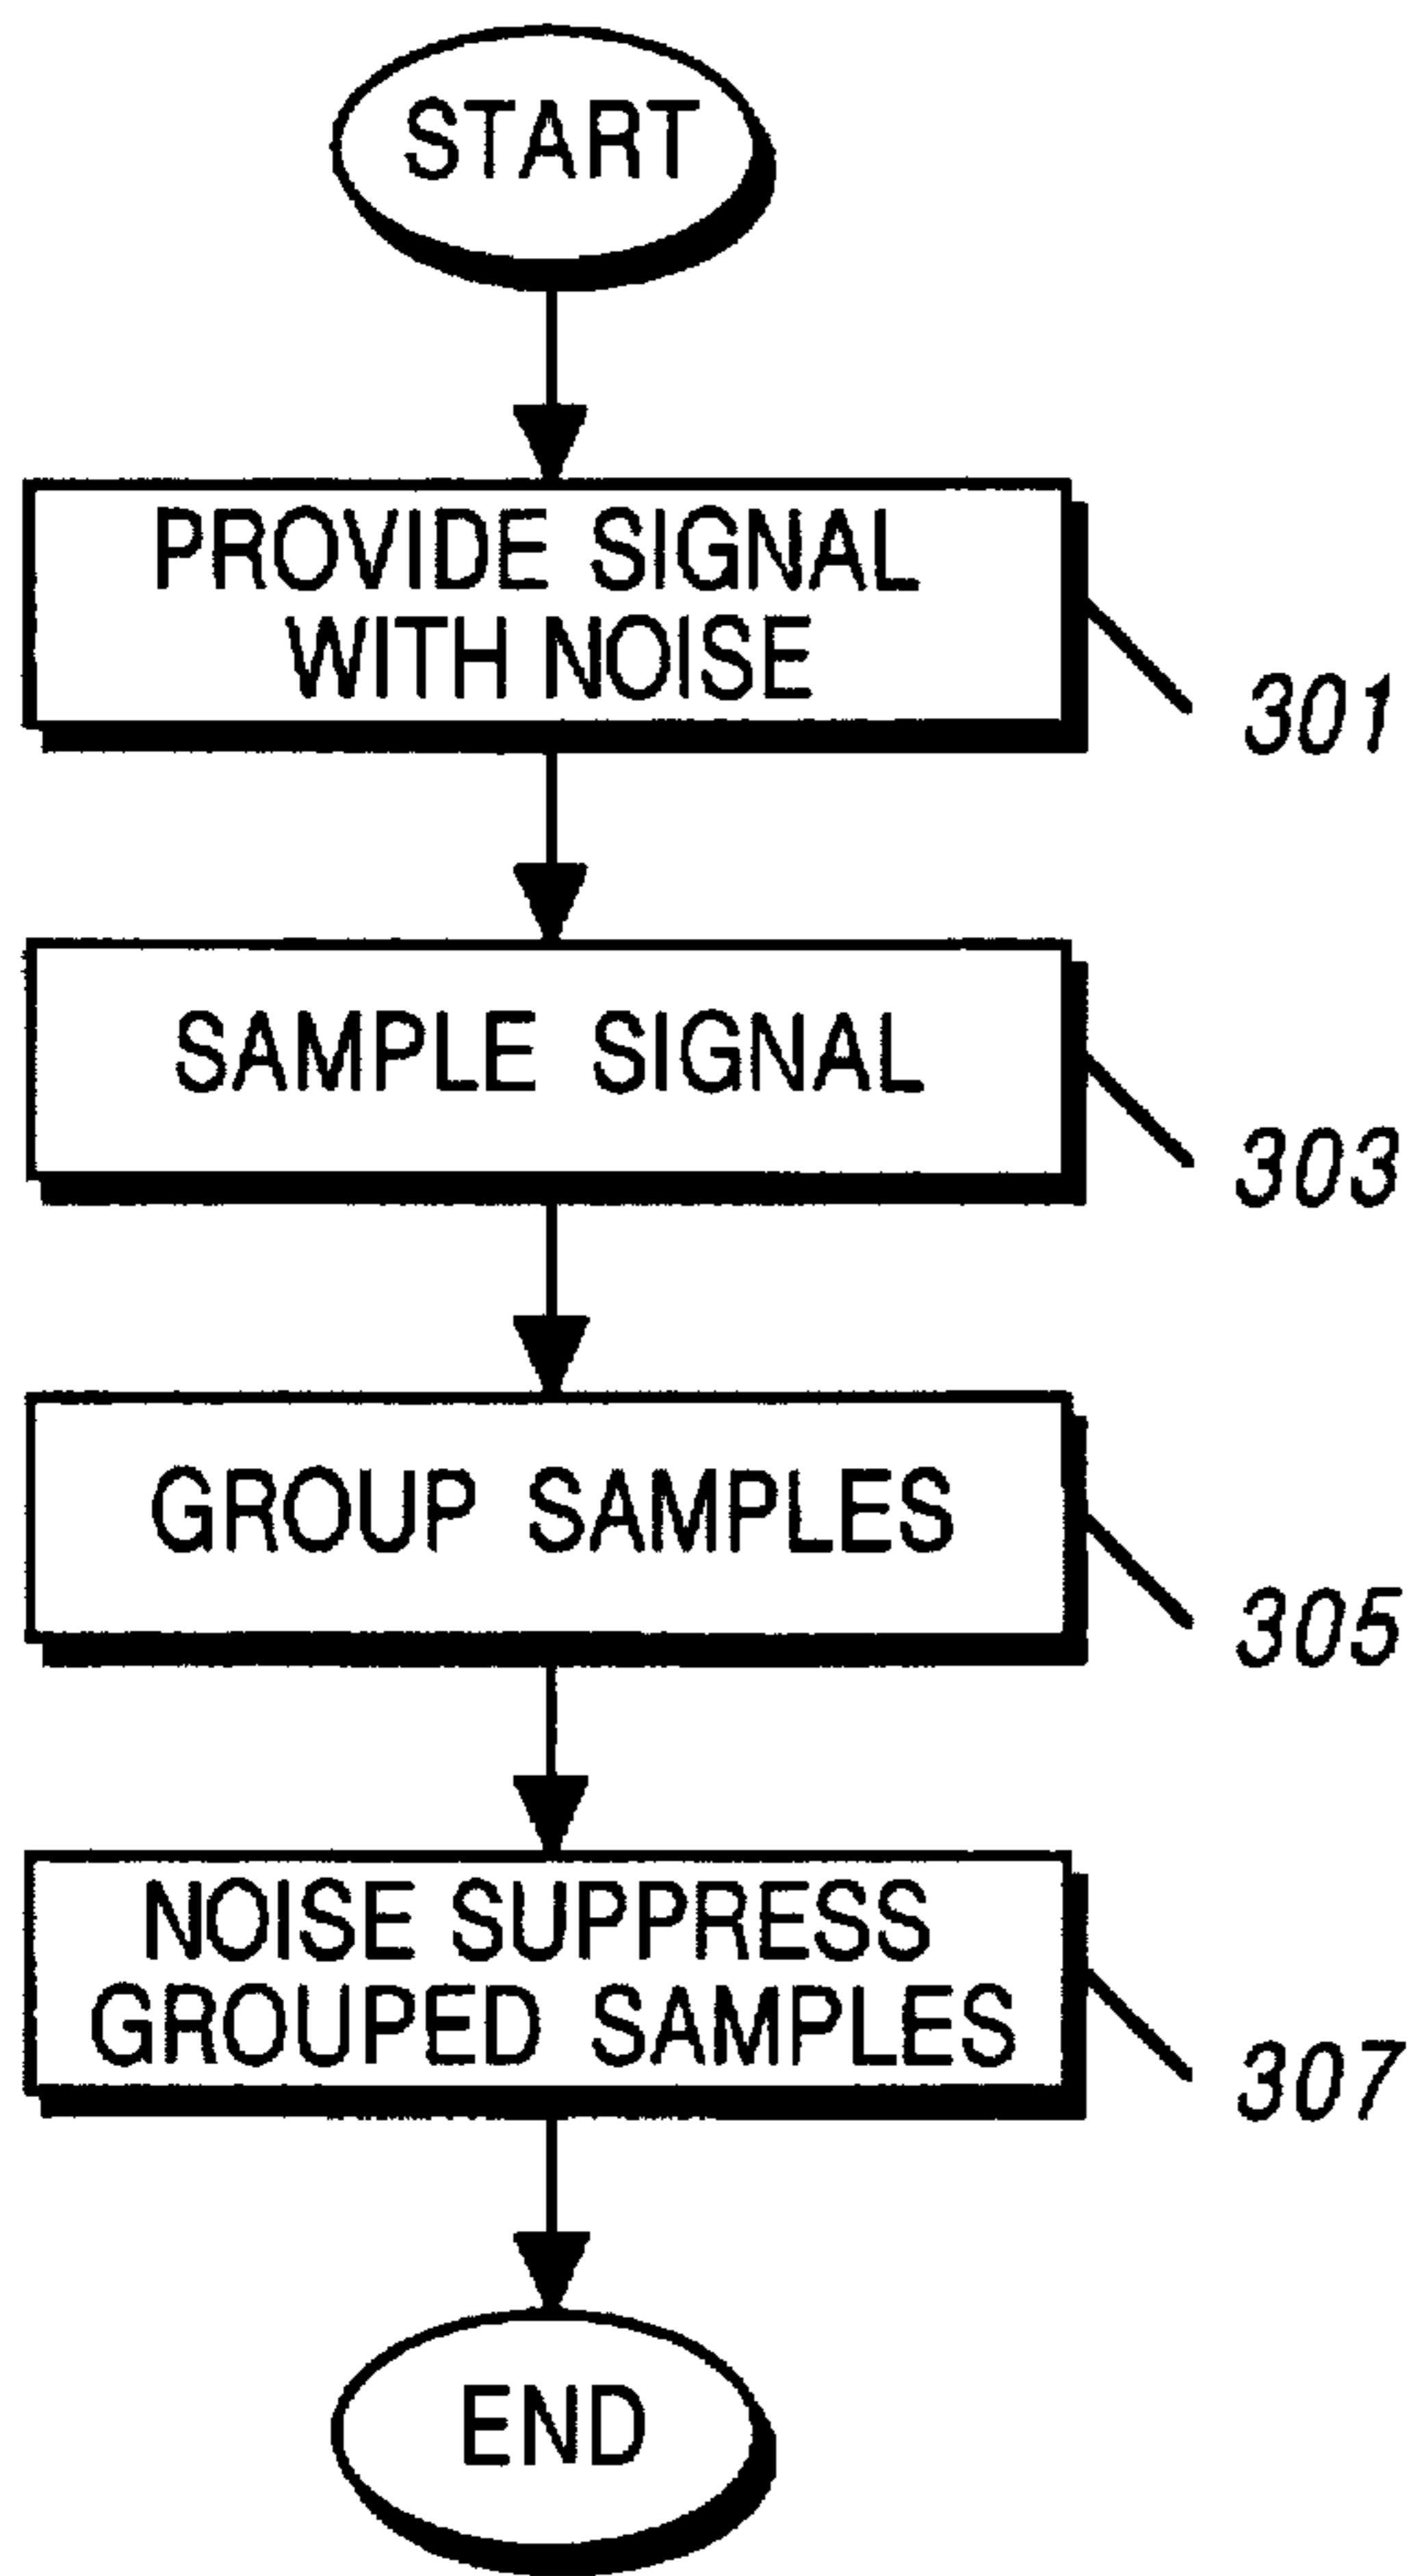 START
PROVIDE SIGNAL
WITH NOISE
301
SAMPLE SIGNAL
303
GROUP SAMPLES
305
NOISE SUPPRESS
GROUPED SAMPLES
307
END